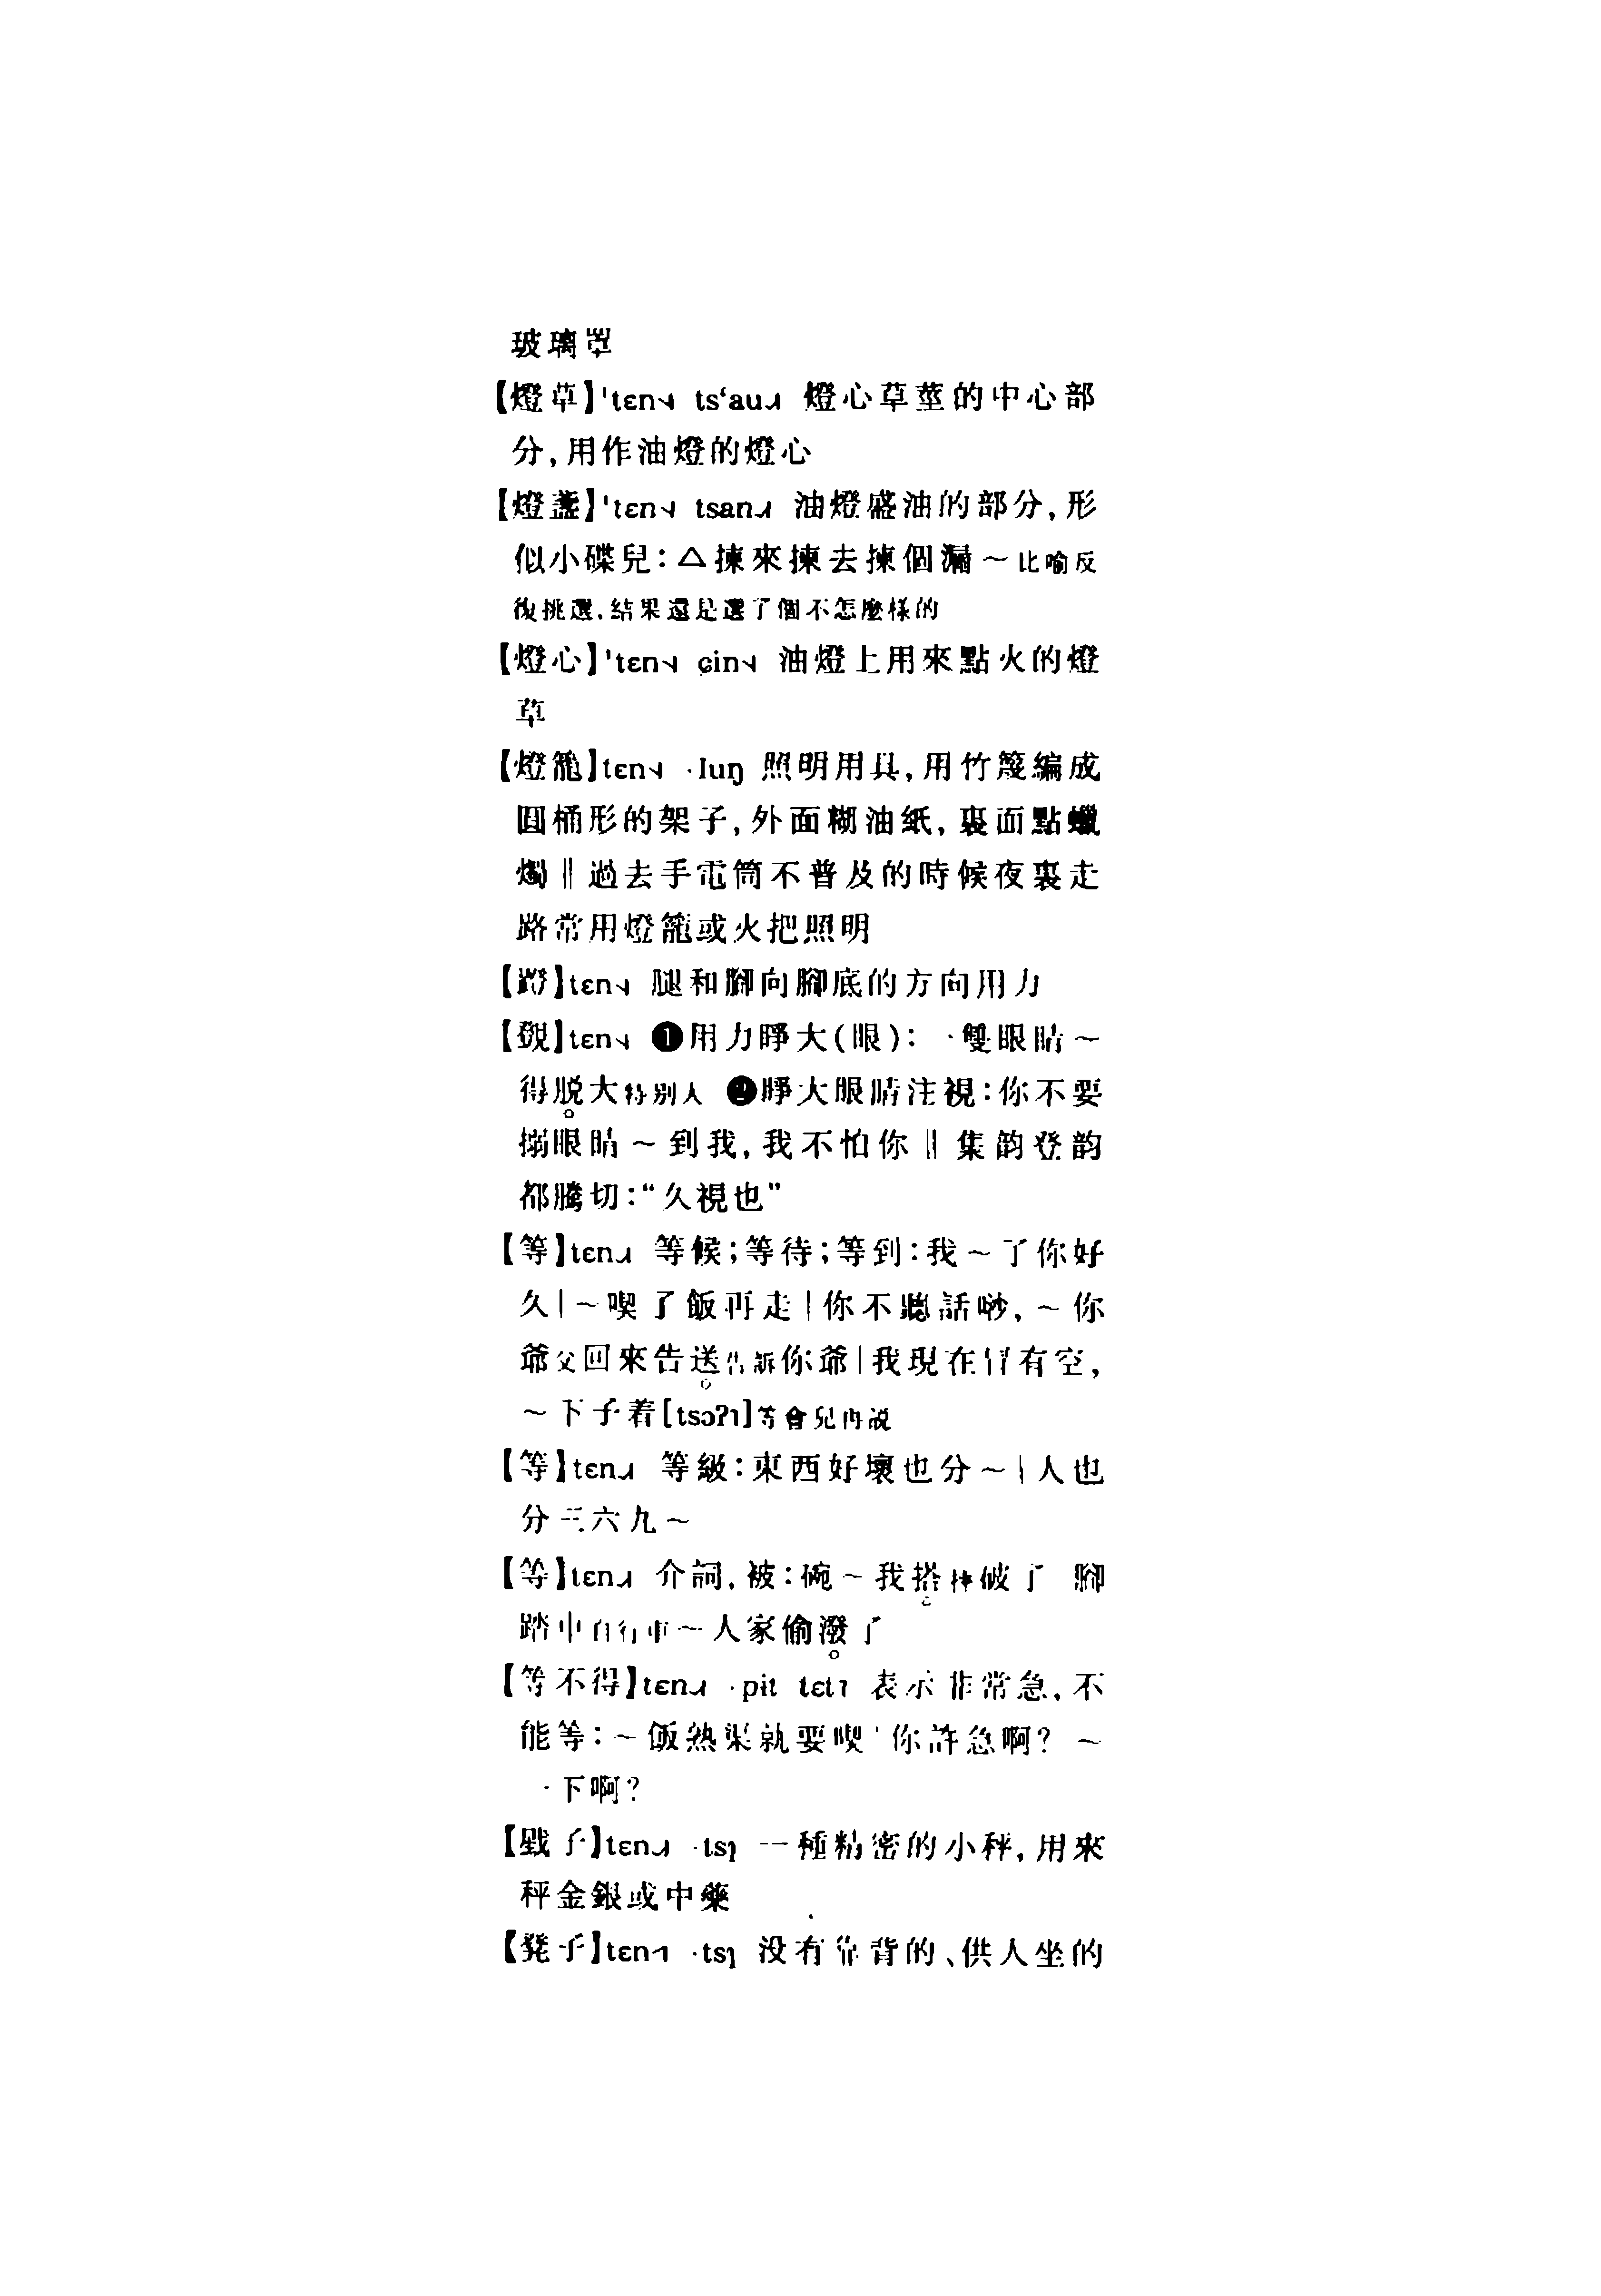 玻璃罩
【燈草】'tɛn˧˩ ts‘au˨˩˧ 燈心草莖的中心部
分,用作油燈的燈心
【燈盞】'tɛn˧˩ tsan˨˩˧ 油燈盛油的部分,形
似小碟兒:△揀來揀去揀個漏~比喻反
復挑選,結果還是選了個不怎麼樣的
【燈心】'tɛn˧˩ ɕin˧˩ 油燈上用來點火的燈
草
【燈籠】tɛn˧˩ ·luŋ 照明用具,用竹篾編成
圓桶形的架子,外面糊油紙,裏面點蠟
燭‖過去手電筒不普及的時候夜裏走
路常用燈籠或火把照明
【蹬】tɛn˧˩ 腿和腳向腳底的方向用力
【覴】tɛn˧˩ ❶用力睜大(眼):一雙眼睛~
得脱大特别大 ❷睜大眼睛注視:你不要
搦眼睛~到我,我不怕你‖集韵登韵
都騰切:“久視也”
【等】tɛn˨˩˧ 等候;等待;等到:我~了你好
久|~喫了飯再走|你不聽話吵,~你
爺父回來告送告訴你爺|我現在冇有空,
~下子着[tsɔʔ˥]等會兒再説
【等】tɛn˨˩˧ 等級:東西好壞也分~|人也
分三六九~
【等】tɛn˨˩˧ 介詞,被:碗~我搭摔破了 腳
踏車自行車~人家偷潑了
【等不得】tɛn˨˩˧ ·pit tɛt˥ 表示非常急,不
能等:~飯熟渠就要喫|你許急啊? ~
一下啊?
【戥子】tɛn˨˩˧ ·tsɿ 一種精密的小秤,用來
秤金銀或中藥
【凳子】tɛn˧˥ ·tsɿ 没有靠背的、供人坐的